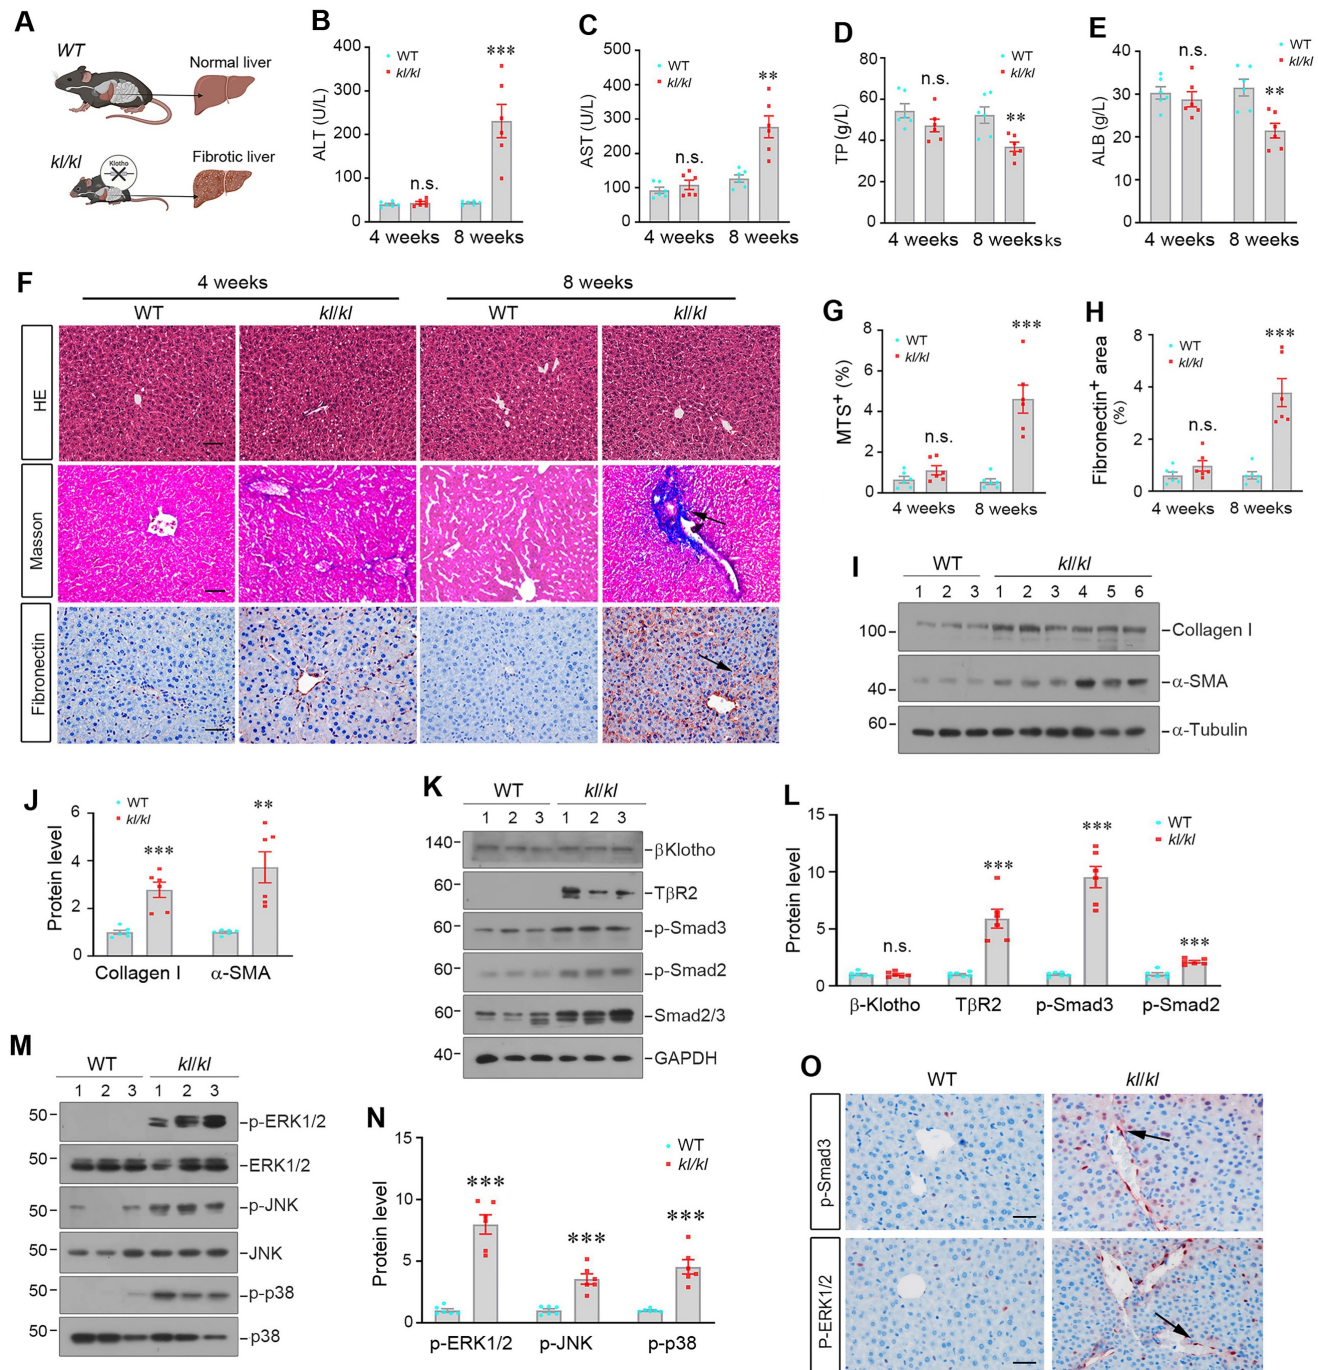 A
WT
Normal liver
kl/kl
Klotho
Fibrotic liver
B
WT
kl/kl
***
n.s.
ALT (U/L)
400
300
200
100
0
4 weeks 8 weeks
C
WT
kl/kl
**
n.s.
AST (U/L)
500
400
300
200
100
0
4 weeks 8 weeks
D
WT
kl/kl
n.s.
**
TP (g/L)
80
60
40
20
0
4 weeks 8 weeks ks
E
WT
kl/kl
n.s.
**
ALB (g/L)
40
30
20
10
0
4 weeks 8 weeks
F
4 weeks 8 weeks
WT kl/kl WT kl/kl
HE
Masson
Fibronectin
G
WT
kl/kl
***
n.s.
MTS+ (%)
8
6
4
2
0
4 weeks 8 weeks
H
WT
kl/kl
***
n.s.
Fibronectin+ area
(%)
8
4
2
0
4 weeks 8 weeks
I
WT kl/kl
1 2 3 1 2 3 4 5 6
100 Collagen I
40 α-SMA
60 α-Tubulin
J
WT
kl/kl
**
***
Protein level
6
4
2
0
Collagen I α-SMA
K
WT kl/kl
1 2 3 1 2 3
140 βKlotho
60 TβR2
60 p-Smad3
60 p-Smad2
60 Smad2/3
40 GAPDH
L
WT
kl/kl
n.s. *** *** ***
Protein level
15
10
5
0
β-Klotho TβR2 p-Smad3 p-Smad2
M
WT kl/kl
1 2 3 1 2 3
50 p-ERK1/2
50 ERK1/2
50 p-JNK
50 JNK
50 p-p38
50 p38
N
WT
kl/kl
*** *** ***
Protein level
15
10
5
0
p-ERK1/2 p-JNK p-p38
O
WT kl/kl
p-Smad3
P-ERK1/2